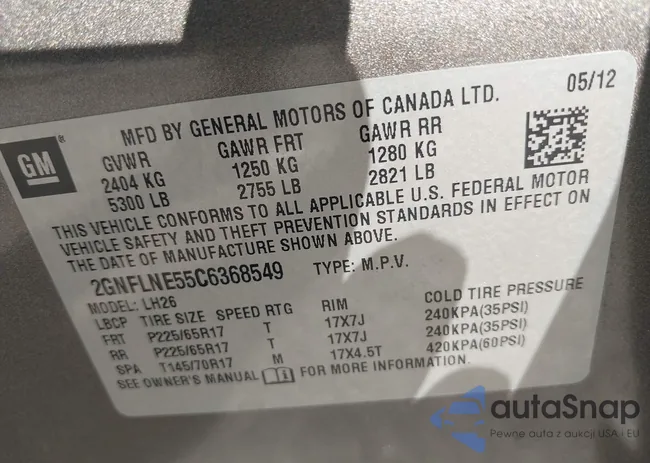 05/12
MFD BY GENERAL MOTORS OF CANADA LTD.
GM®
GVWR GAWR FRT GAWR RR
2404 KG 1250 KG 1280 KG
5300 LB 2755 LB 2821 LB
THIS VEHICLE CONFORMS TO ALL APPLICABLE U.S. FEDERAL MOTOR
VEHICLE SAFETY AND THEFT PREVENTION STANDARDS IN EFFECT ON
THE DATE OF MANUFACTURE SHOWN ABOVE.
2GNFLNE55C6368549 TYPE: M.P.V.
MODEL: LH26
LBCP TIRE SIZE SPEED RTG RIM COLD TIRE PRESSURE
FRT P225/65R17 T 17X7J 240KPA(35PSI)
RR P225/65R17 T 17X7J 240KPA(35PSI)
SPA T145/70R17 M 17X4.5T 420KPA(60PSI)
SEE OWNER'S MANUAL FOR MORE INFORMATION.
autaSnap
Pewne auta z aukcji USA - EU